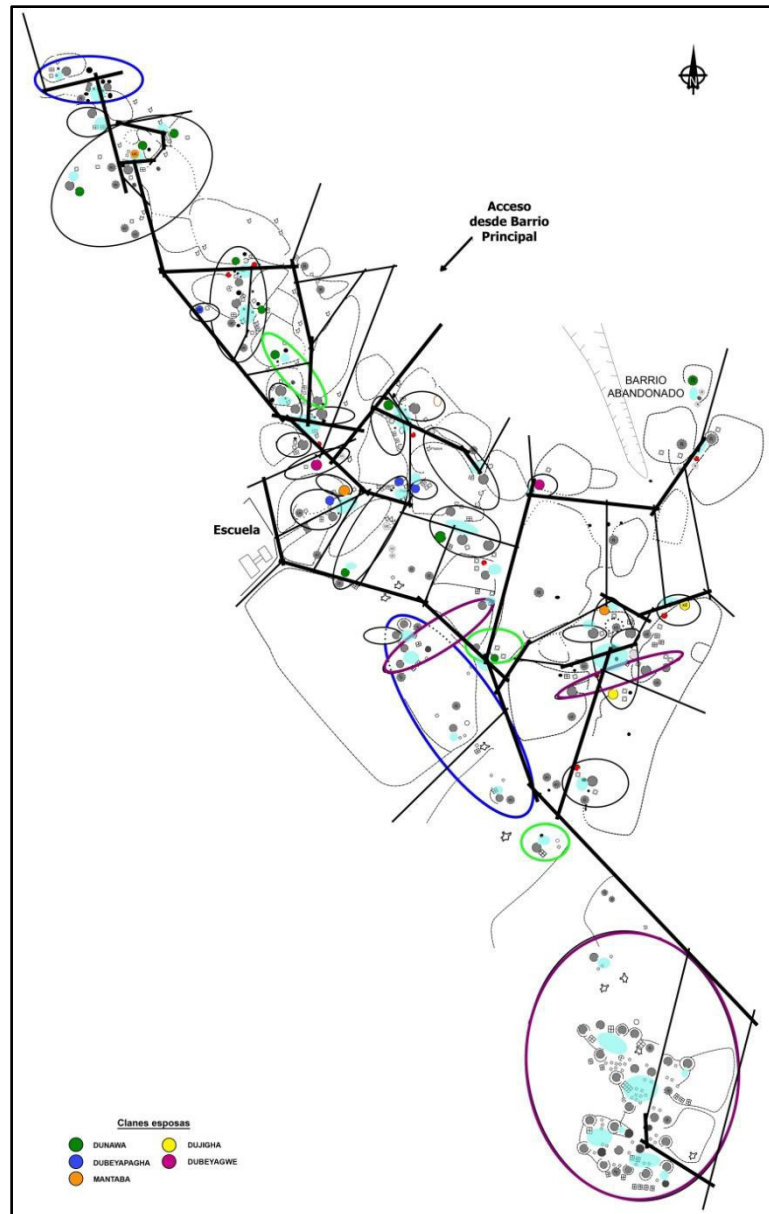 N
Acceso
desde Barrio
Principal
BARRIO
ABANDONADO
Escuela
Clanes esposas
DUNAWA
DUJIGHA
DUBEYAPAGHA
DUBEYAGWE
MANTABA